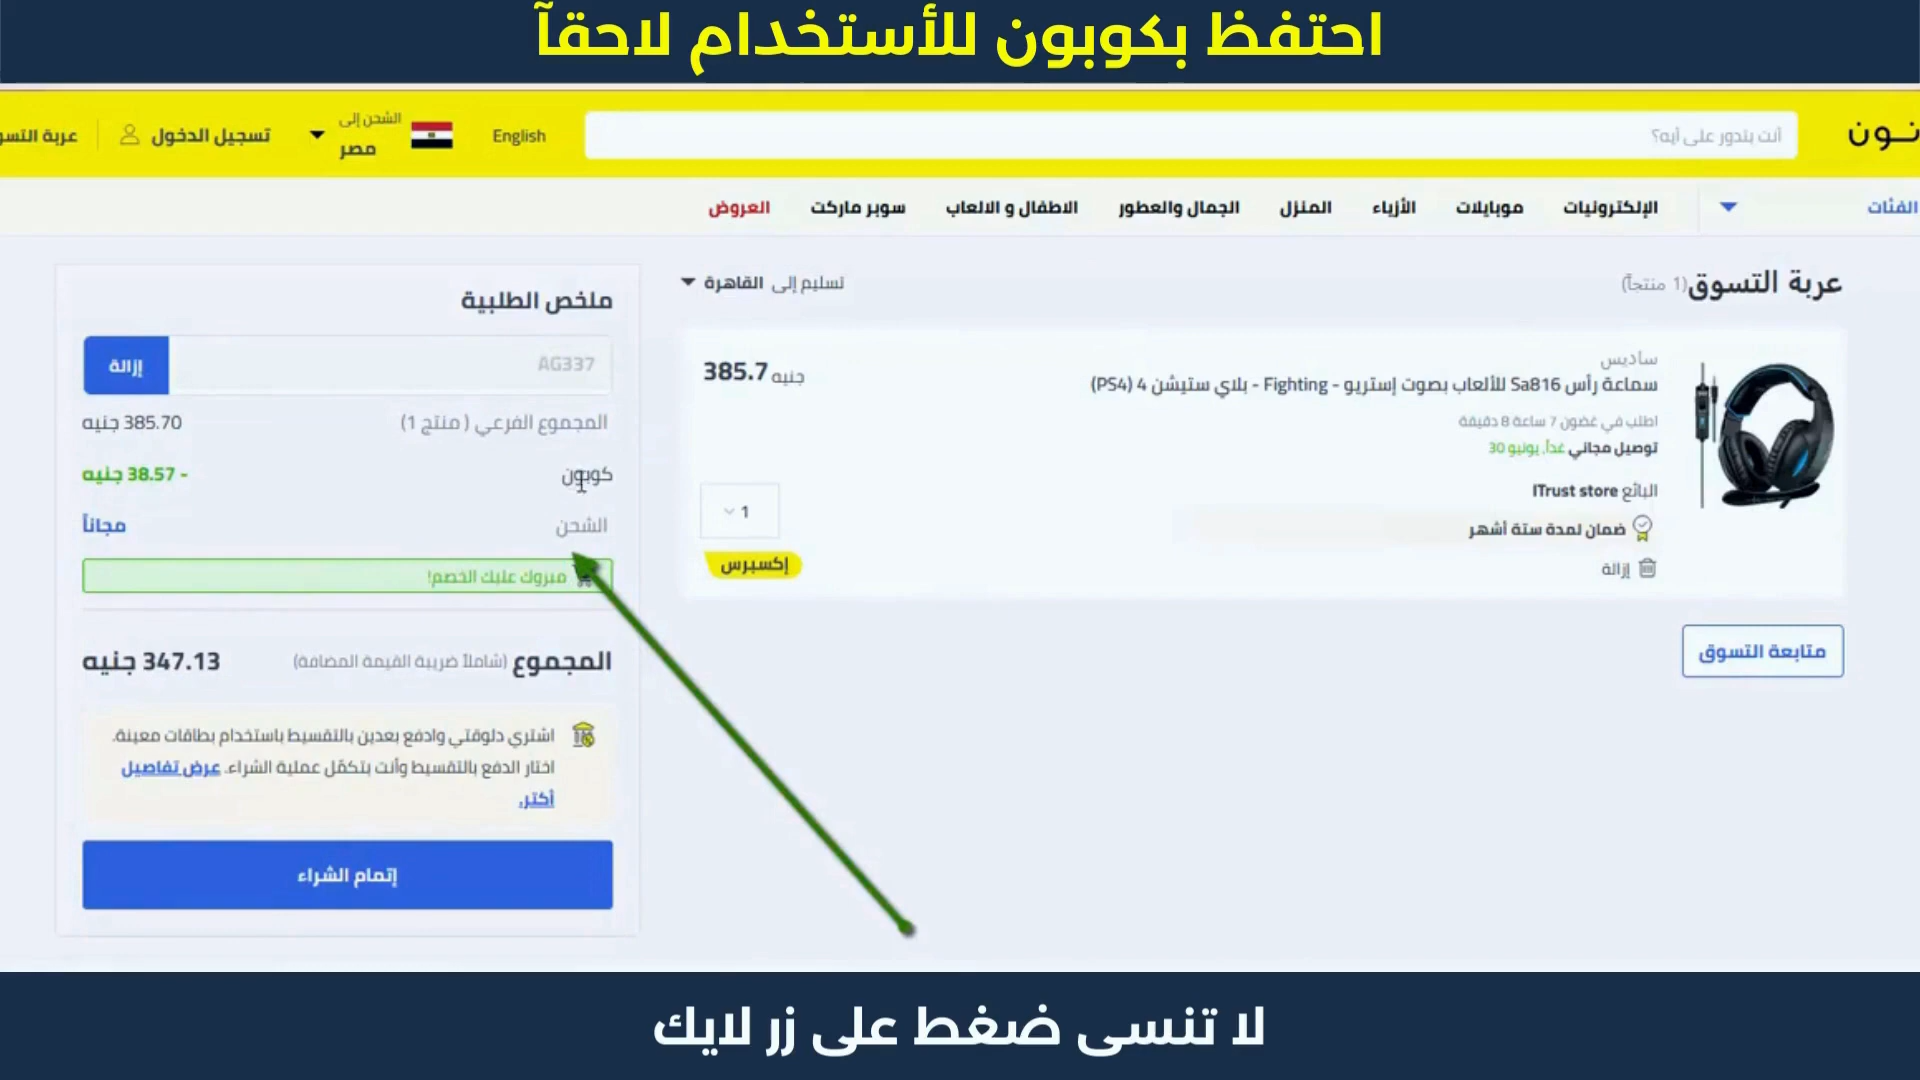 احتفظ بكوبون للأستخدام لاحقآ
نون
أنت بتدور على أيه؟
English
الشحن إلى
مصر
تسجيل الدخول
عربة
الفئات
الإلكترونيات
موبايلات
الأزياء
المنزل
الجمال والعطور
الاطفال و الالعاب
سوبر ماركت
العروض
عربة التسوق (1 منتجاً)
تسليم إلى القاهرة
ساديس
سماعة رأس Sa816 للألعاب بصوت إستريو - Fighting - بلاي ستيشن 4 (PS4)
اطلب في غضون 7 ساعة 8 دقيقة
توصيل مجاني غداً, يونيو 30
البائع ITrust store
ضمان لمدة ستة أشهر
إزالة
جنيه 385.7
1
إكسبرس
متابعة التسوق
ملخص الطلبية
AG337
إزالة
المجموع الفرعي ( منتج 1)
385.70 جنيه
كوبون
- 38.57 جنيه
الشحن
مجاناً
مبروك عليك الخصم!
المجموع (شاملاً ضريبة القيمة المضافة)
347.13 جنيه
اشتري دلوقتي وادفع بعدين بالتقسيط باستخدام بطاقات معينة.
اختار الدفع بالتقسيط وأنت بتكمّل عملية الشراء. عرض تفاصيل
أكتر.
إتمام الشراء
لا تنسى ضغط على زر لايك